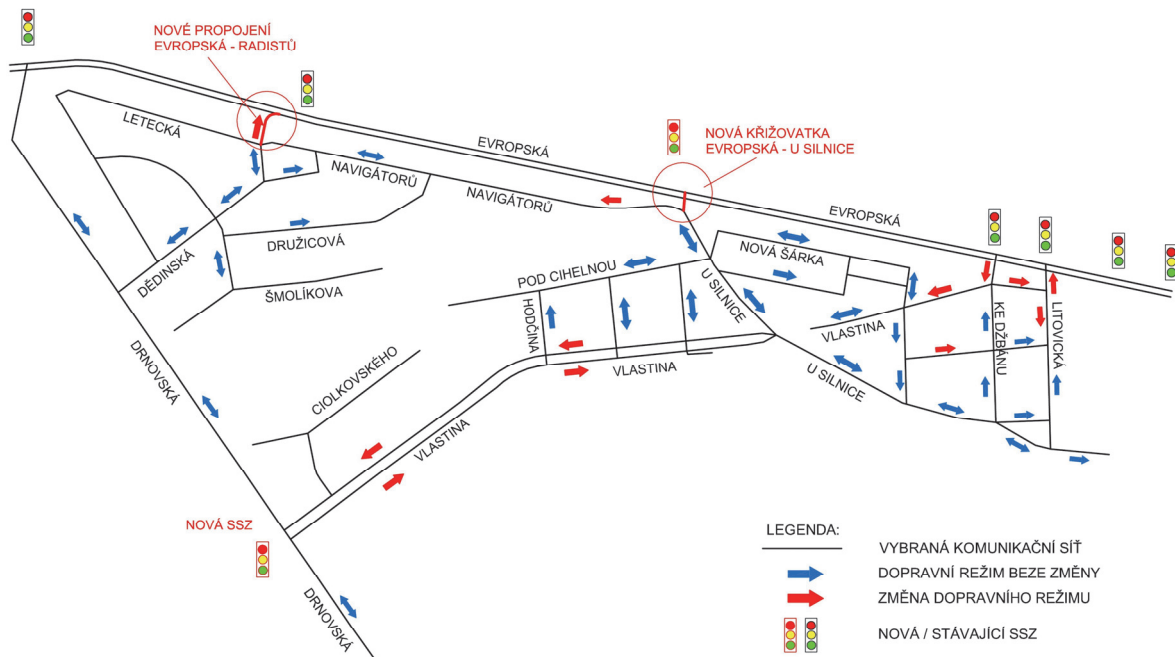 NOVÉ PROPOJENÍ
EVROPSKÁ - RADISTŮ
LETECKÁ
NAVIGÁTORŮ
NAVIGÁTORŮ
EVROPSKÁ
NOVÁ KŘIŽOVATKA
EVROPSKÁ - U SILNICE
EVROPSKÁ
DRUŽICOVÁ
DĚDINSKÁ
ŠMOLÍKOVA
POD CIHELNOU
NOVÁ ŠÁRKA
U SILNICE
HODČINA
VLASTINA
KE DŽBÁNU
LITOVICKÁ
VLASTINA
U SILNICE
DRNOVSKÁ
CIOLKOVSKÉHO
VLASTINA
NOVÁ SSZ
DRNOVSKÁ
LEGENDA:
VYBRANÁ KOMUNIKAČNÍ SÍŤ
DOPRAVNÍ REŽIM BEZE ZMĚNY
ZMĚNA DOPRAVNÍHO REŽIMU
NOVÁ / STÁVAJÍCÍ SSZ